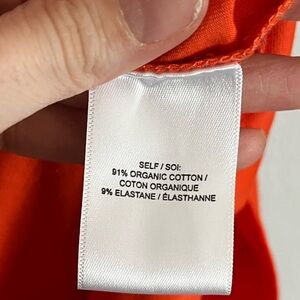 SELF / SOI:
91% ORGANIC COTTON /
COTON ORGANIQUE
9% ELASTANE / ÉLASTHANNE